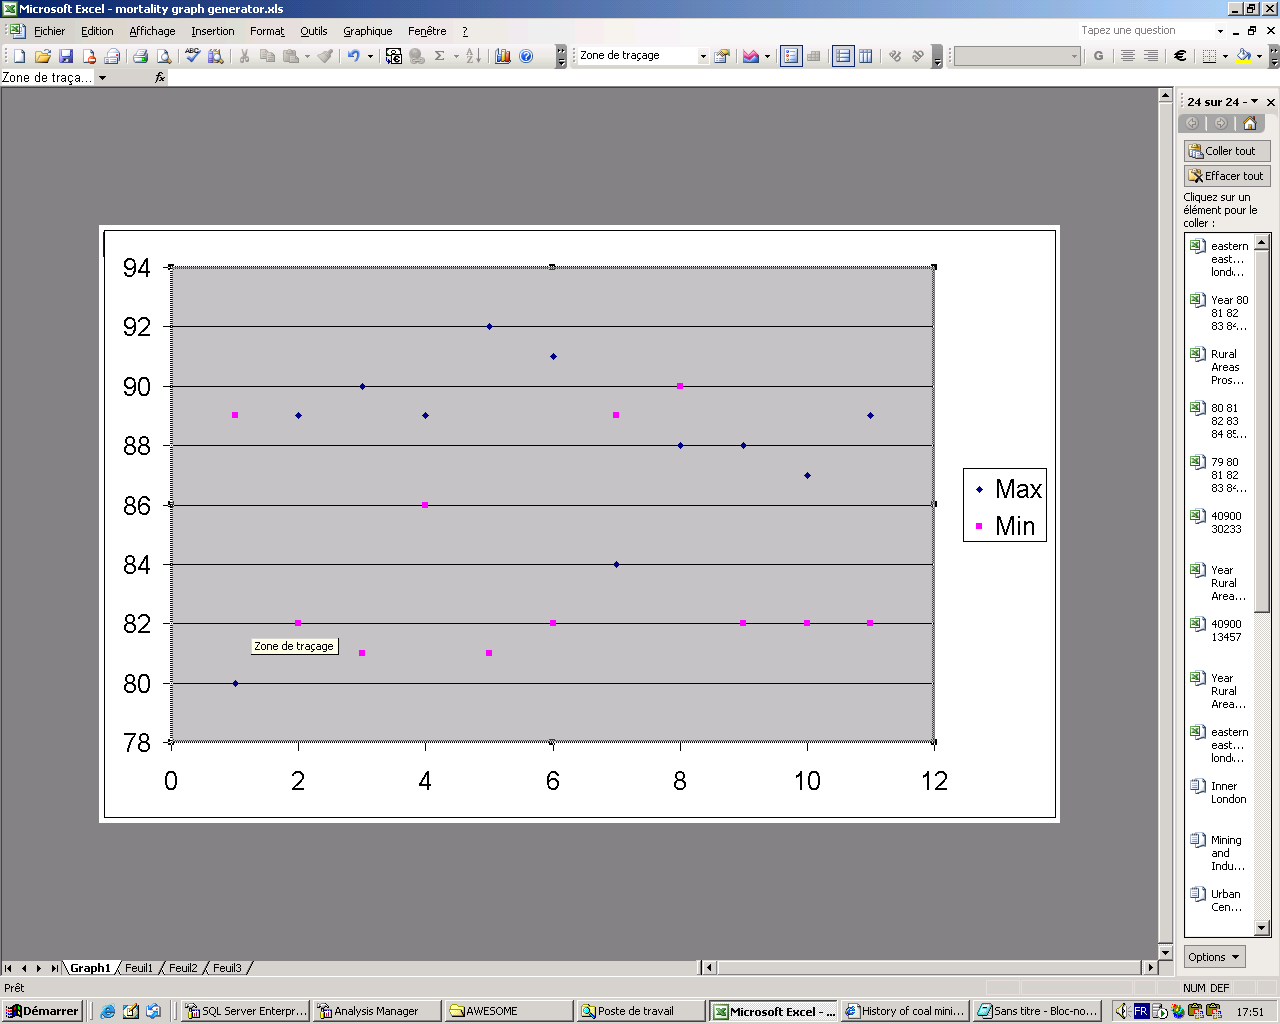 Microsoft Excel - mortality graph generator.xls
Fichier Edition Affichage Insertion Format Outils Graphique Fenêtre ?
Tapez une question
Zone de traçage
G
€
Zone de traça...
fx
24 sur 24 -
Coller tout
Effacer tout
Cliquez sur un
élément pour le
coller :
eastern
east...
lond...
Year 80
81 82
83 84...
Rural
Areas
Pros...
80 81
82 83
84 85...
79 80
81 82
83 84...
40900
30233
Year
Rural
Area...
40900
13457
Year
Rural
Area...
eastern
east...
lond...
Inner
London
Mining
and
Indu...
Urban
Cen...
Options
94
92
90
88
86
84
82
80
78
0 2 4 6 8 10 12
Zone de traçage
Max
Min
Graph1 Feuil1 Feuil2 Feuil3
Prêt
NUM DEF
Démarrer
SQL Server Enterpr...
Analysis Manager
AWESOME
Poste de travail
Microsoft Excel - ...
History of coal mini...
Sans titre - Bloc-no...
FR
17:51